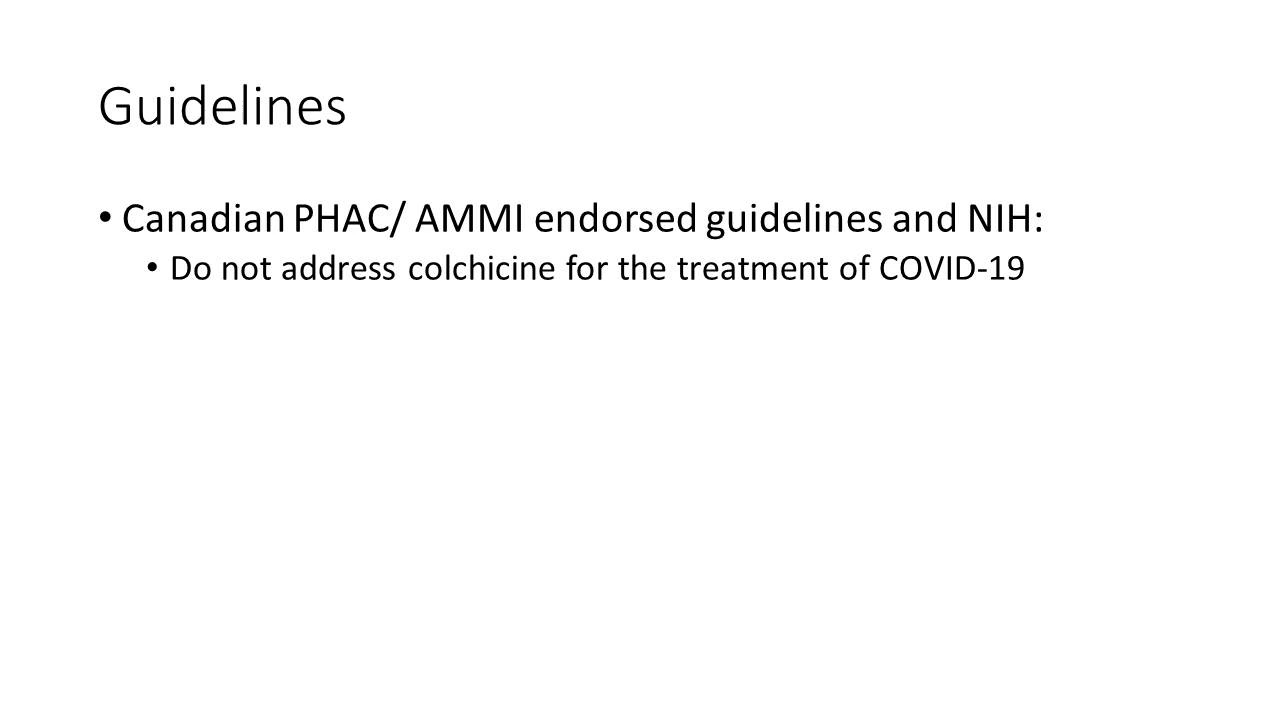 Guidelines
• Canadian PHAC/ AMMI endorsed guidelines and NIH:
• Do not address colchicine for the treatment of COVID-19